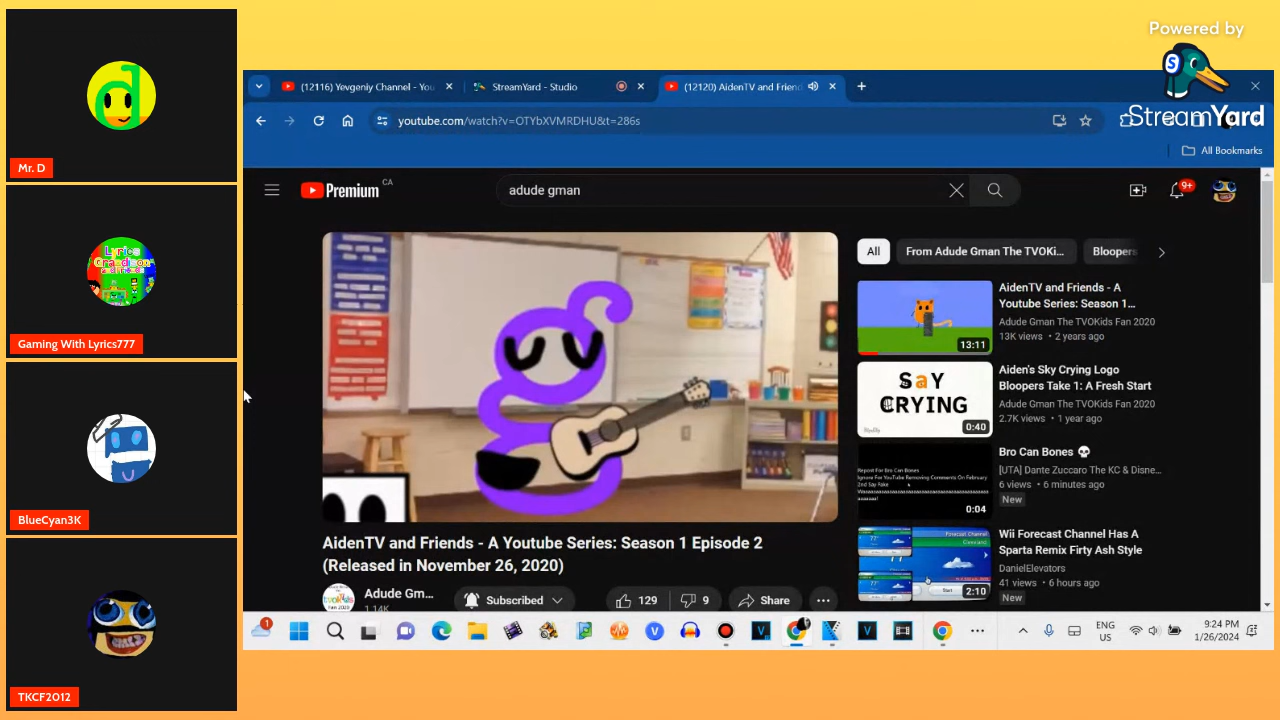 Powered by
StreamYard
Mr. D
Lyrics
Gaming With Lyrics777
BlueCyan3K
TKCF2012
(12116) Yevgeniy Channel - You
StreamYard - Studio
(12120) AidenTV and Friend
youtube.com/watch?v=OTYbXVMRDHU&t=286s
All Bookmarks
Premium CA
adude gman
9+
All
From Adude Gman The TVOKi...
Bloopers
AidenTV and Friends - A
Youtube Series: Season 1...
Adude Gman The TVOKids Fan 2020
13K views • 2 years ago
13:11
SaY
CRYING
0:40
Aiden's Sky Crying Logo
Bloopers Take 1: A Fresh Start
Adude Gman The TVOKids Fan 2020
2.7K views • 1 year ago
Bro Can Bones 💀
[UTA] Dante Zuccaro The KC & Disne...
6 views • 6 minutes ago
New
0:04
Wii Forecast Channel Has A
Sparta Remix Firty Ash Style
DanielElevators
41 views • 6 hours ago
New
2:10
AidenTV and Friends - A Youtube Series: Season 1 Episode 2
(Released in November 26, 2020)
Adude Gm...
1.14K
Subscribed
129
9
Share
1
ENG
US
9:24 PM
1/26/2024